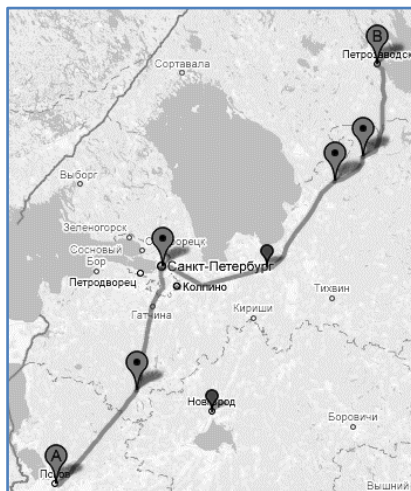 B
Петрозаводск
Сортавала
Выборг
Зеленогорск
Сосновый
Бор
Санкт-Петербург
Петродворец
Колпино
Гатчина
Тихвин
Кириши
Новгород
Боровичи
A
Псков
Вышний